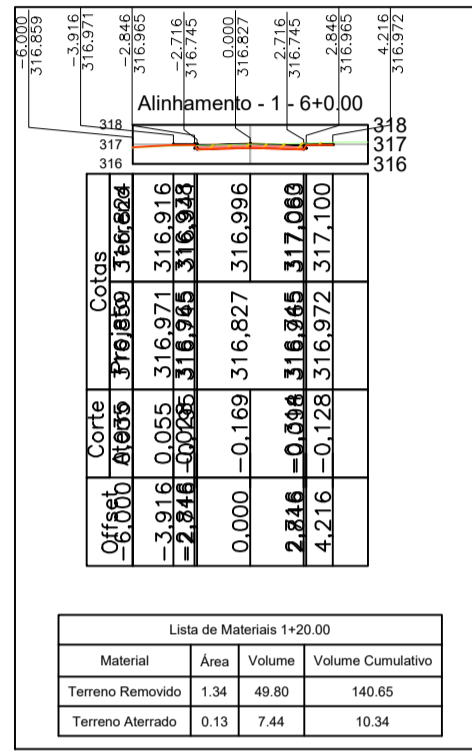 −6.000 316.859
−3.916 316.971
−2.846 316.965
−2.716 316.745
0.000 316.827
2.716 316.745
2.846 316.965
4.216 316.972
Alinhamento - 1 - 6+0.00
318 318
317 317
316 316
Cotas
Terreno 316,916 316,996 317,100
Projeto 316,859 316,971 316,827 316,972
Corte
Aterro 0,055 −0,169 −0,128
Offset −6,000 −3,916 0,000 4,216
Lista de Materiais 1+20.00
Material Área Volume Volume Cumulativo
Terreno Removido 1.34 49.80 140.65
Terreno Aterrado 0.13 7.44 10.34